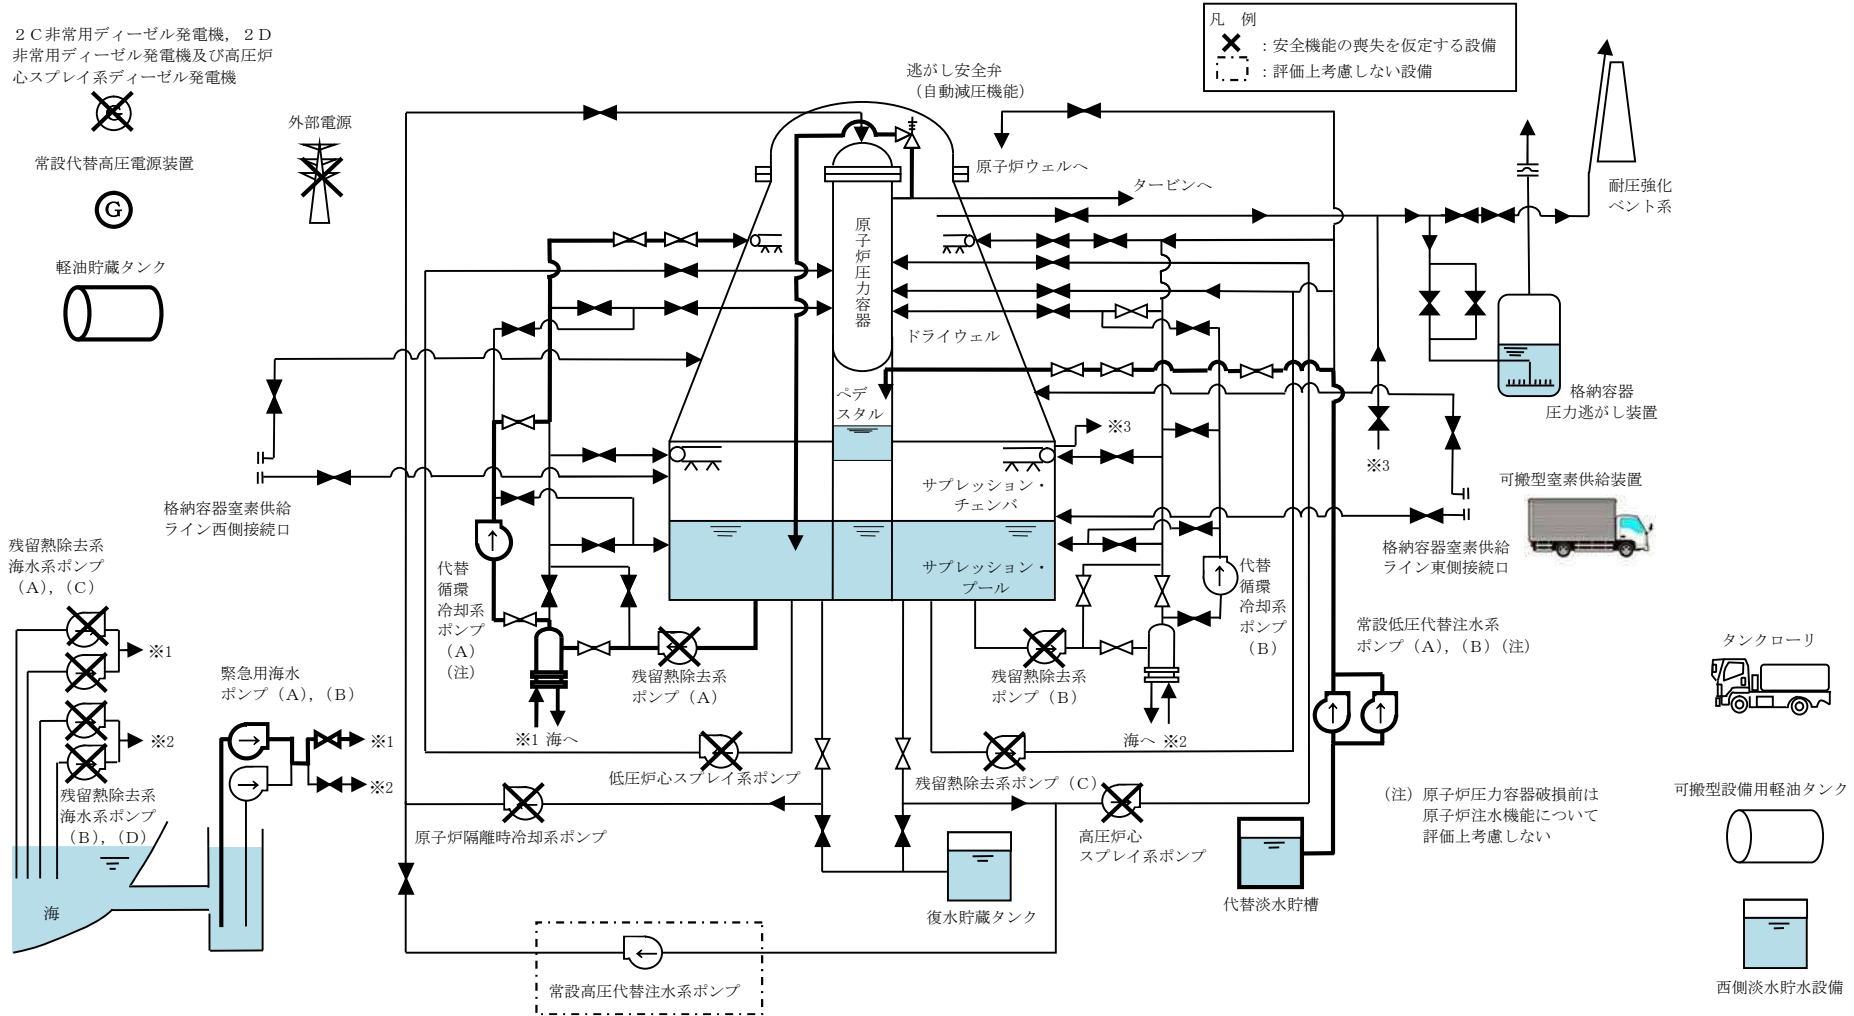 ２Ｃ非常用ディーゼル発電機，２Ｄ
非常用ディーゼル発電機及び高圧炉
心スプレイ系ディーゼル発電機
G
常設代替高圧電源装置
G
軽油貯蔵タンク
外部電源
凡　例
：安全機能の喪失を仮定する設備
：評価上考慮しない設備
逃がし安全弁
（自動減圧機能）
原子炉ウェルへ
タービンへ
耐圧強化
ベント系
原子炉圧力容器
ドライウェル
格納容器
圧力逃がし装置
ペデ
スタル
※3
※3
サプレッション・
チェンバ
サプレッション・
プール
格納容器窒素供給
ライン西側接続口
可搬型窒素供給装置
格納容器窒素供給
ライン東側接続口
残留熱除去系
海水系ポンプ
（A），（C）
※1
※2
残留熱除去系
海水系ポンプ
（B），（D）
海
緊急用海水
ポンプ（A），（B）
※1
※2
代替
循環
冷却系
ポンプ
（A）
（注）
残留熱除去系
ポンプ（A）
※1 海へ
残留熱除去系
ポンプ（B）
代替
循環
冷却系
ポンプ
（B）
海へ ※2
常設低圧代替注水系
ポンプ（A），（B）（注）
タンクローリ
低圧炉心スプレイ系ポンプ
残留熱除去系ポンプ（C）
原子炉隔離時冷却系ポンプ
高圧炉心
スプレイ系ポンプ
（注）原子炉圧力容器破損前は
原子炉注水機能について
評価上考慮しない
可搬型設備用軽油タンク
復水貯蔵タンク
代替淡水貯槽
常設高圧代替注水系ポンプ
西側淡水貯水設備